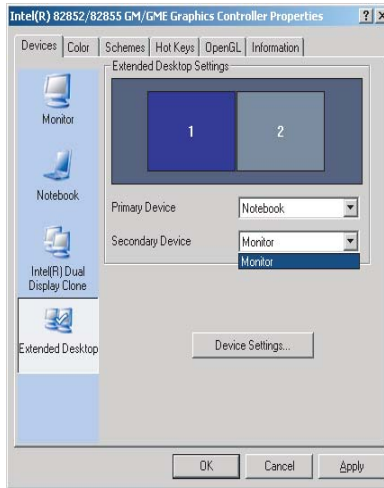 Intel(R) 82852/82855 GM/GME Graphics Controller Properties
Devices Color Schemes Hot Keys OpenGL Information
Extended Desktop Settings
1 2
Monitor
Notebook
Primary Device Notebook
Secondary Device Monitor
Monitor
Intel(R) Dual
Display Clone
Extended Desktop
Device Settings...
OK Cancel Apply